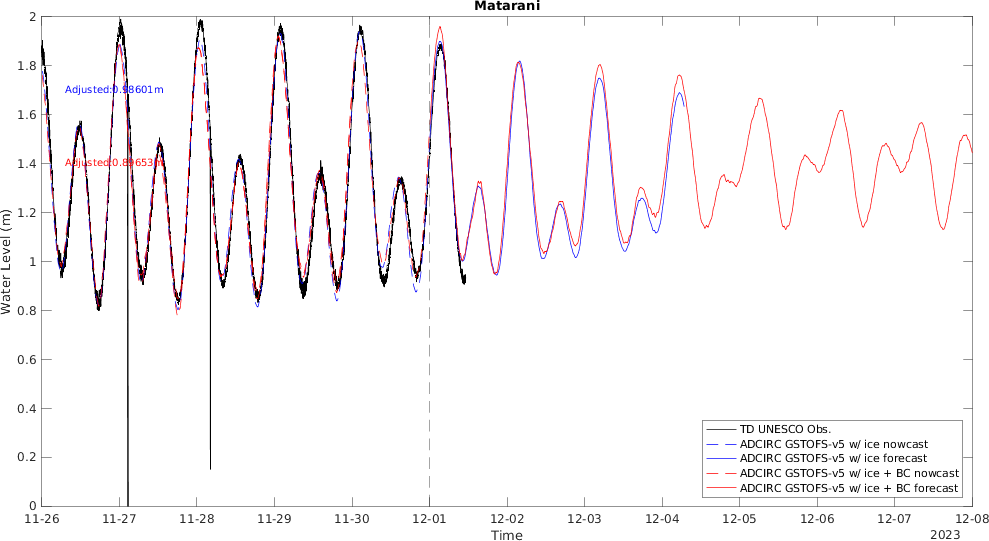 Matarani
Water Level (m)
2
1.8
1.6
1.4
1.2
1
0.8
0.6
0.4
0.2
0
Adjusted:0.98601m
Adjusted:0.89653m
TD UNESCO Obs.
ADCIRC GSTOFS-v5 w/ ice nowcast
ADCIRC GSTOFS-v5 w/ ice forecast
ADCIRC GSTOFS-v5 w/ ice + BC nowcast
ADCIRC GSTOFS-v5 w/ ice + BC forecast
11-26 11-27 11-28 11-29 11-30 12-01 12-02 12-03 12-04 12-05 12-06 12-07 12-08
Time
2023